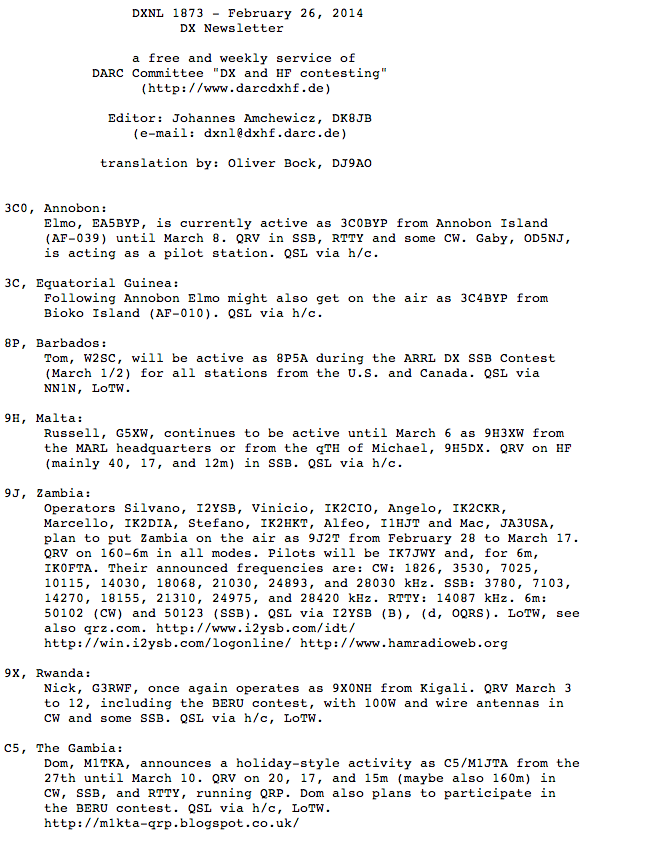 DXNL 1873 - February 26, 2014
DX Newsletter
a free and weekly service of
DARC Committee "DX and HF contesting"
(http://www.darcdxhf.de)
Editor: Johannes Amchewicz, DK8JB
(e-mail: dxnl@dxhf.darc.de)
translation by: Oliver Bock, DJ9AO
3C0, Annobon:
Elmo, EA5BYP, is currently active as 3C0BYP from Annobon Island
(AF-039) until March 8. QRV in SSB, RTTY and some CW. Gaby, OD5NJ,
is acting as a pilot station. QSL via h/c.
3C, Equatorial Guinea:
Following Annobon Elmo might also get on the air as 3C4BYP from
Bioko Island (AF-010). QSL via h/c.
8P, Barbados:
Tom, W2SC, will be active as 8P5A during the ARRL DX SSB Contest
(March 1/2) for all stations from the U.S. and Canada. QSL via
NN1N, LoTW.
9H, Malta:
Russell, G5XW, continues to be active until March 6 as 9H3XW from
the MARL headquarters or from the qTH of Michael, 9H5DX. QRV on HF
(mainly 40, 17, and 12m) in SSB. QSL via h/c.
9J, Zambia:
Operators Silvano, I2YSB, Vinicio, IK2CIO, Angelo, IK2CKR,
Marcello, IK2DIA, Stefano, IK2HKT, Alfeo, I1HJT and Mac, JA3USA,
plan to put Zambia on the air as 9J2T from February 28 to March 17.
QRV on 160-6m in all modes. Pilots will be IK7JWY and, for 6m,
IK0FTA. Their announced frequencies are: CW: 1826, 3530, 7025,
10115, 14030, 18068, 21030, 24893, and 28030 kHz. SSB: 3780, 7103,
14270, 18155, 21310, 24975, and 28420 kHz. RTTY: 14087 kHz. 6m:
50102 (CW) and 50123 (SSB). QSL via I2YSB (B), (d, OQRS). LoTW, see
also qrz.com. http://www.i2ysb.com/idt/
http://win.i2ysb.com/logonline/ http://www.hamradioweb.org
9X, Rwanda:
Nick, G3RWF, once again operates as 9X0NH from Kigali. QRV March 3
to 12, including the BERU contest, with 100W and wire antennas in
CW and some SSB. QSL via h/c, LoTW.
C5, The Gambia:
Dom, M1TKA, announces a holiday-style activity as C5/M1JTA from the
27th until March 10. QRV on 20, 17, and 15m (maybe also 160m) in
CW, SSB, and RTTY, running QRP. Dom also plans to participate in
the BERU contest. QSL via h/c, LoTW.
http://m1kta-qrp.blogspot.co.uk/